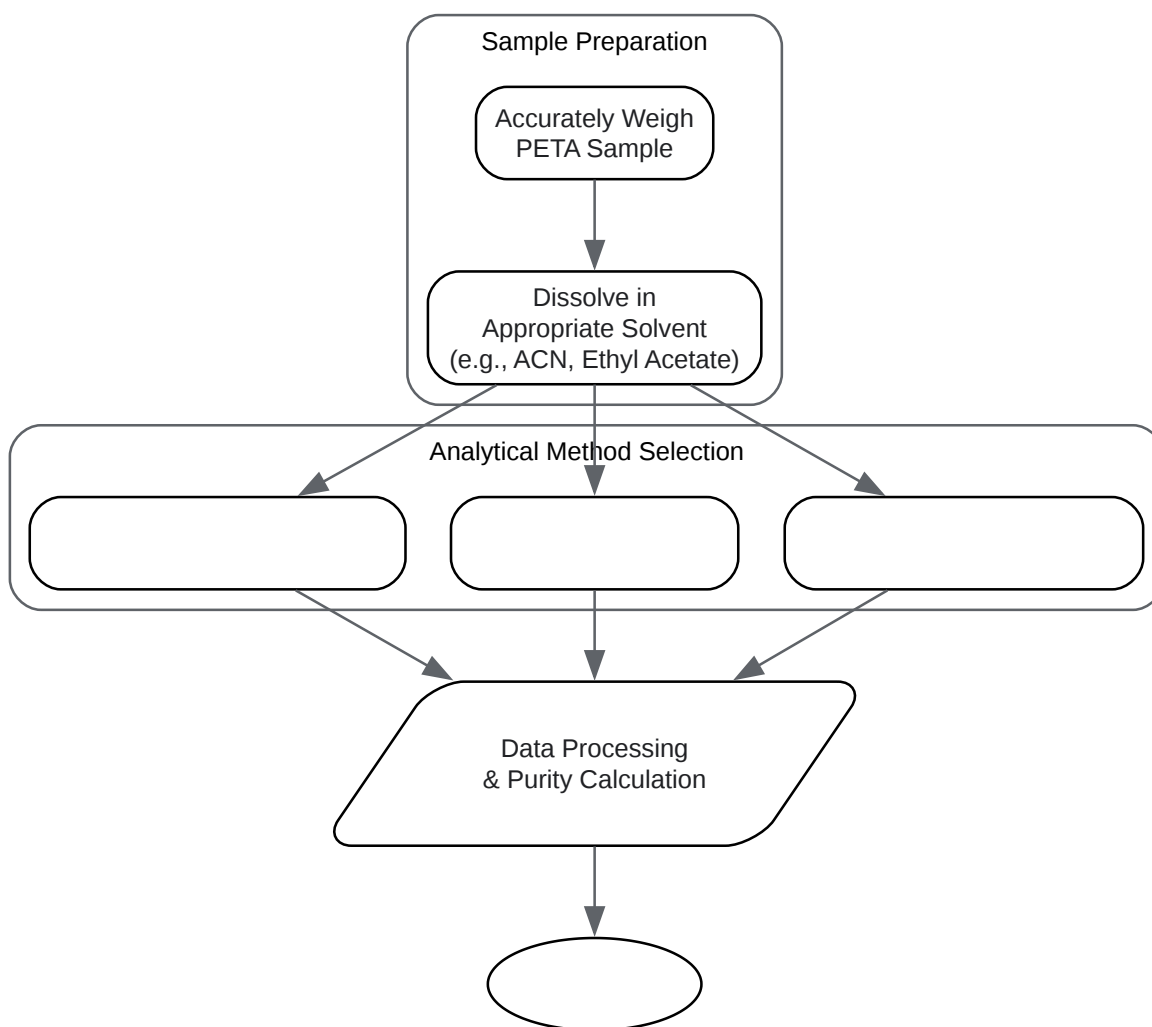 Sample Preparation
Accurately Weigh
PETA Sample
Dissolve in
Appropriate Solvent
(e.g., ACN, Ethyl Acetate)
Analytical Method Selection
Data Processing
& Purity Calculation